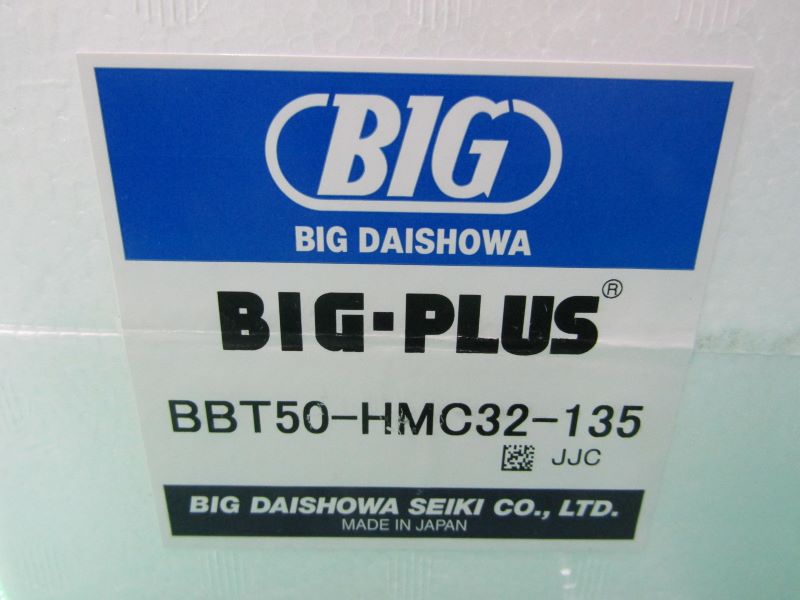 BIG
BIG DAISHOWA
BIG-PLUS®
BBT50-HMC32-135
JJC
BIG DAISHOWA SEIKI CO., LTD.
MADE IN JAPAN